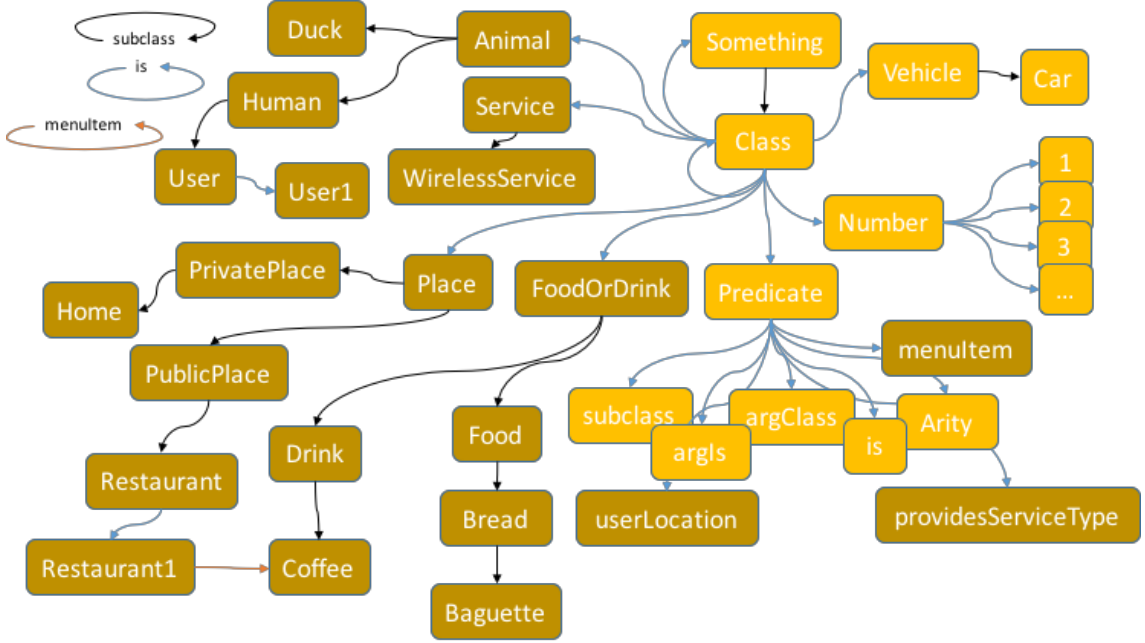 subclass
is
menuItem
Duck
Animal
Something
Vehicle
Car
Human
Service
Class
User
User1
WirelessService
Number
1
2
3
...
PrivatePlace
Place
FoodOrDrink
Predicate
Home
PublicPlace
menuItem
subclass
argClass
Arity
argIs
is
Drink
Food
Restaurant
userLocation
providesServiceType
Bread
Restaurant1
Coffee
Baguette